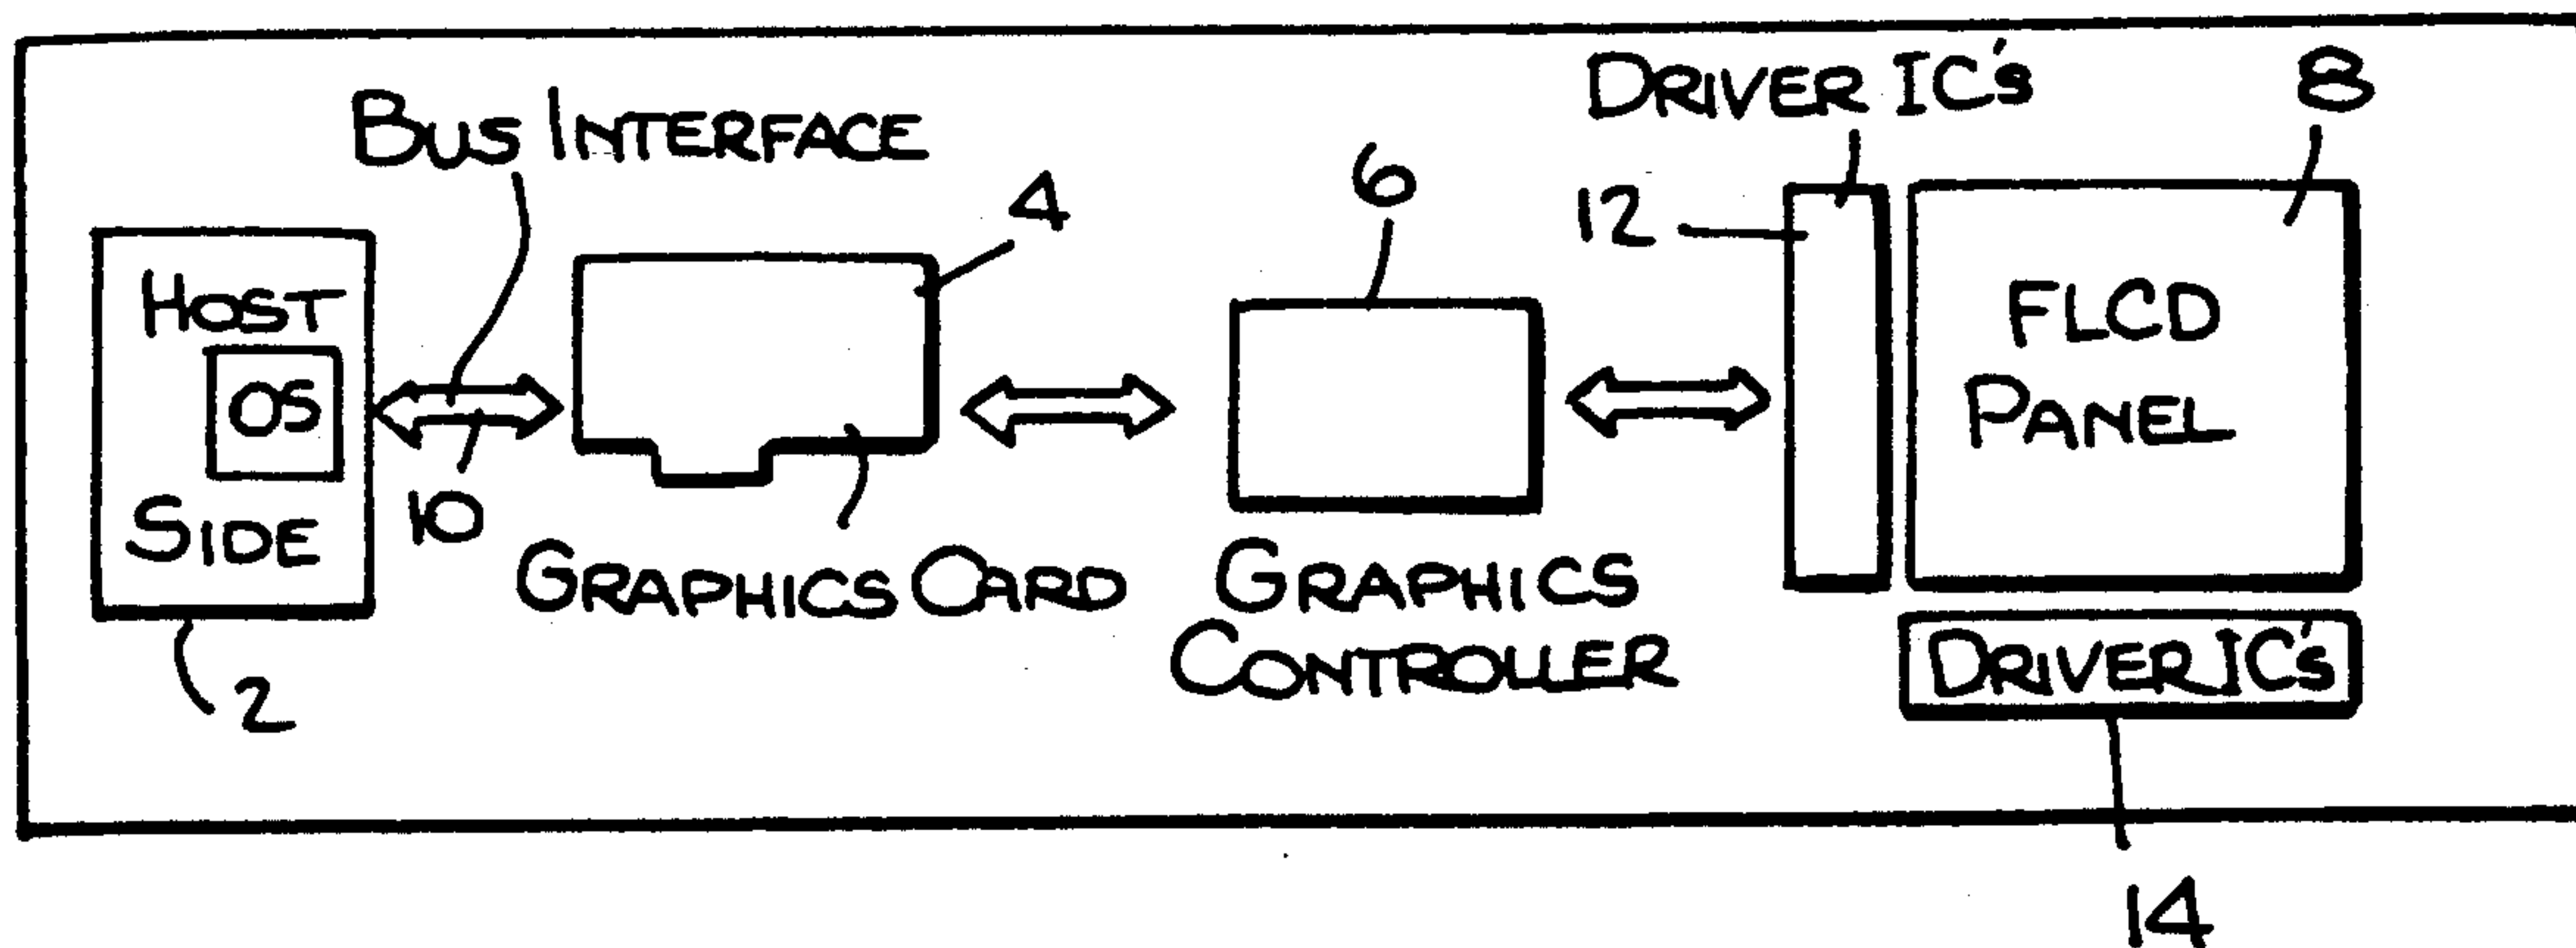 DRIVER IC's
8
BUS INTERFACE
4
6
12
HOST
OS
SIDE
10
FLCD
PANEL
GRAPHICS CARD
GRAPHICS
CONTROLLER
DRIVER IC's
2
14